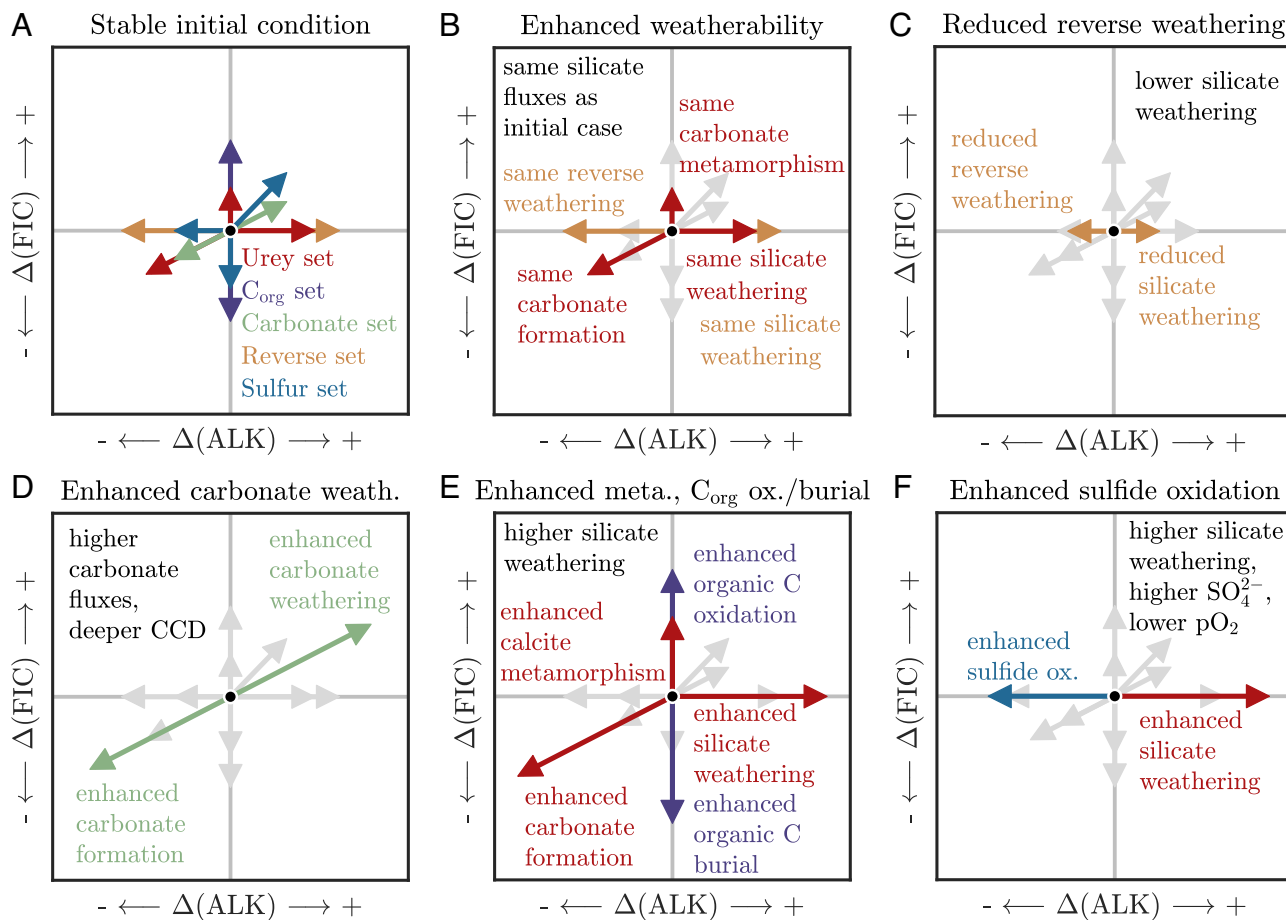 A
Stable initial condition
- ⟵ Δ(FIC) ⟶ +
Urey set
C_org set
Carbonate set
Reverse set
Sulfur set
- ⟵ Δ(ALK) ⟶ +
B
Enhanced weatherability
- ⟵ Δ(FIC) ⟶ +
same silicate
fluxes as
initial case
same
carbonate
metamorphism
same reverse
weathering
same
carbonate
formation
same silicate
weathering
same silicate
weathering
- ⟵ Δ(ALK) ⟶ +
C
Reduced reverse weathering
- ⟵ Δ(FIC) ⟶ +
lower silicate
weathering
reduced
reverse
weathering
reduced
silicate
weathering
- ⟵ Δ(ALK) ⟶ +
D
Enhanced carbonate weath.
- ⟵ Δ(FIC) ⟶ +
higher
carbonate
fluxes,
deeper CCD
enhanced
carbonate
weathering
enhanced
carbonate
formation
- ⟵ Δ(ALK) ⟶ +
E
Enhanced meta., C_org ox./burial
- ⟵ Δ(FIC) ⟶ +
higher silicate
weathering
enhanced
organic C
oxidation
enhanced
calcite
metamorphism
enhanced
silicate
weathering
enhanced
carbonate
formation
enhanced
organic C
burial
- ⟵ Δ(ALK) ⟶ +
F
Enhanced sulfide oxidation
- ⟵ Δ(FIC) ⟶ +
higher silicate
weathering,
higher SO₄²⁻,
lower pO₂
enhanced
sulfide ox.
enhanced
silicate
weathering
- ⟵ Δ(ALK) ⟶ +